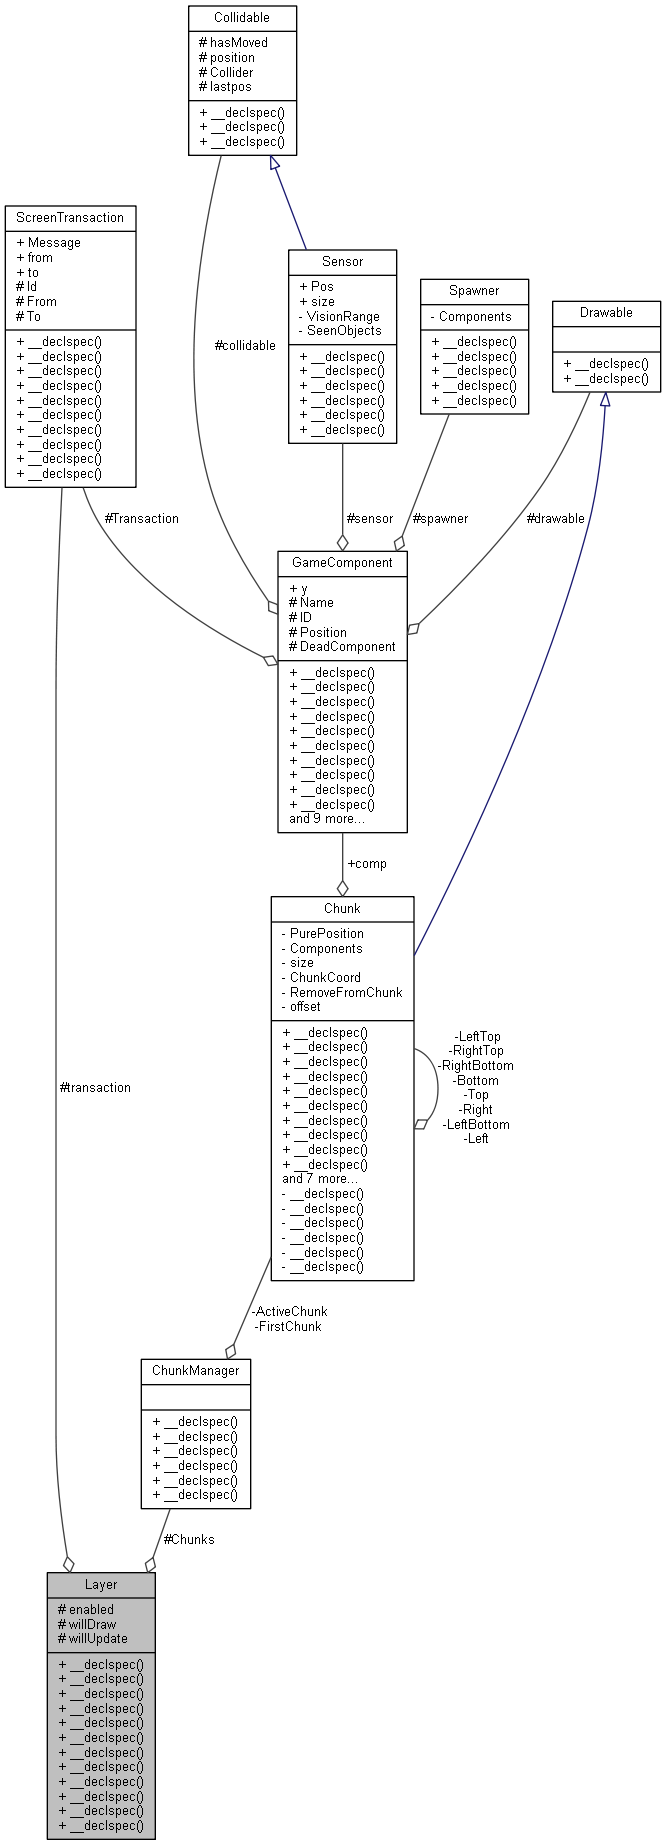 Collidable
# hasMoved
# position
# Collider
# lastpos
+ __declspec()
+ __declspec()
+ __declspec()
ScreenTransaction
+ Message
+ from
+ to
# Id
# From
# To
+ __declspec()
+ __declspec()
+ __declspec()
+ __declspec()
+ __declspec()
+ __declspec()
+ __declspec()
+ __declspec()
+ __declspec()
+ __declspec()
Sensor
+ Pos
+ size
- VisionRange
- SeenObjects
+ __declspec()
+ __declspec()
+ __declspec()
+ __declspec()
+ __declspec()
+ __declspec()
Spawner
- Components
+ __declspec()
+ __declspec()
+ __declspec()
+ __declspec()
+ __declspec()
Drawable
+ __declspec()
+ __declspec()
#collidable
#Transaction
#sensor
#spawner
#drawable
GameComponent
+ y
# Name
# ID
# Position
# DeadComponent
+ __declspec()
+ __declspec()
+ __declspec()
+ __declspec()
+ __declspec()
+ __declspec()
+ __declspec()
+ __declspec()
+ __declspec()
+ __declspec()
and 9 more...
+comp
Chunk
- PurePosition
- Components
- size
- ChunkCoord
- RemoveFromChunk
- offset
+ __declspec()
+ __declspec()
+ __declspec()
+ __declspec()
+ __declspec()
+ __declspec()
+ __declspec()
+ __declspec()
+ __declspec()
+ __declspec()
and 7 more...
- __declspec()
- __declspec()
- __declspec()
- __declspec()
- __declspec()
- __declspec()
-LeftTop
-RightTop
-RightBottom
-Bottom
-Top
-Right
-LeftBottom
-Left
#transaction
-ActiveChunk
-FirstChunk
ChunkManager
+ __declspec()
+ __declspec()
+ __declspec()
+ __declspec()
+ __declspec()
+ __declspec()
#Chunks
Layer
# enabled
# willDraw
# willUpdate
+ __declspec()
+ __declspec()
+ __declspec()
+ __declspec()
+ __declspec()
+ __declspec()
+ __declspec()
+ __declspec()
+ __declspec()
+ __declspec()
+ __declspec()
+ __declspec()